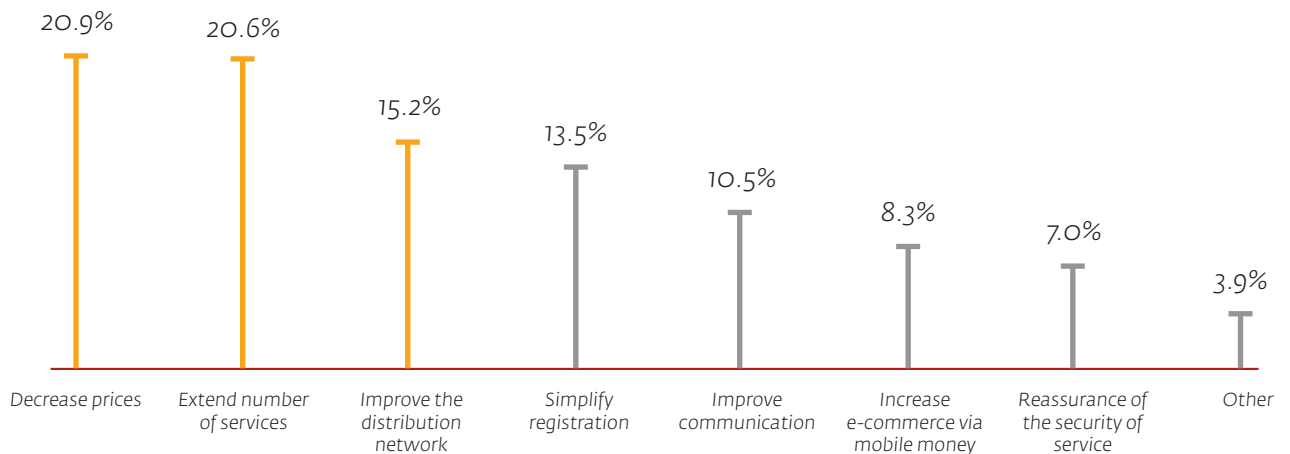 20.9%
20.6%
15.2%
13.5%
10.5%
8.3%
7.0%
3.9%
Decrease prices
Extend number
of services
Improve the
distribution
network
Simplify
registration
Improve
communication
Increase
e-commerce via
mobile money
Reassurance of
the security of
service
Other